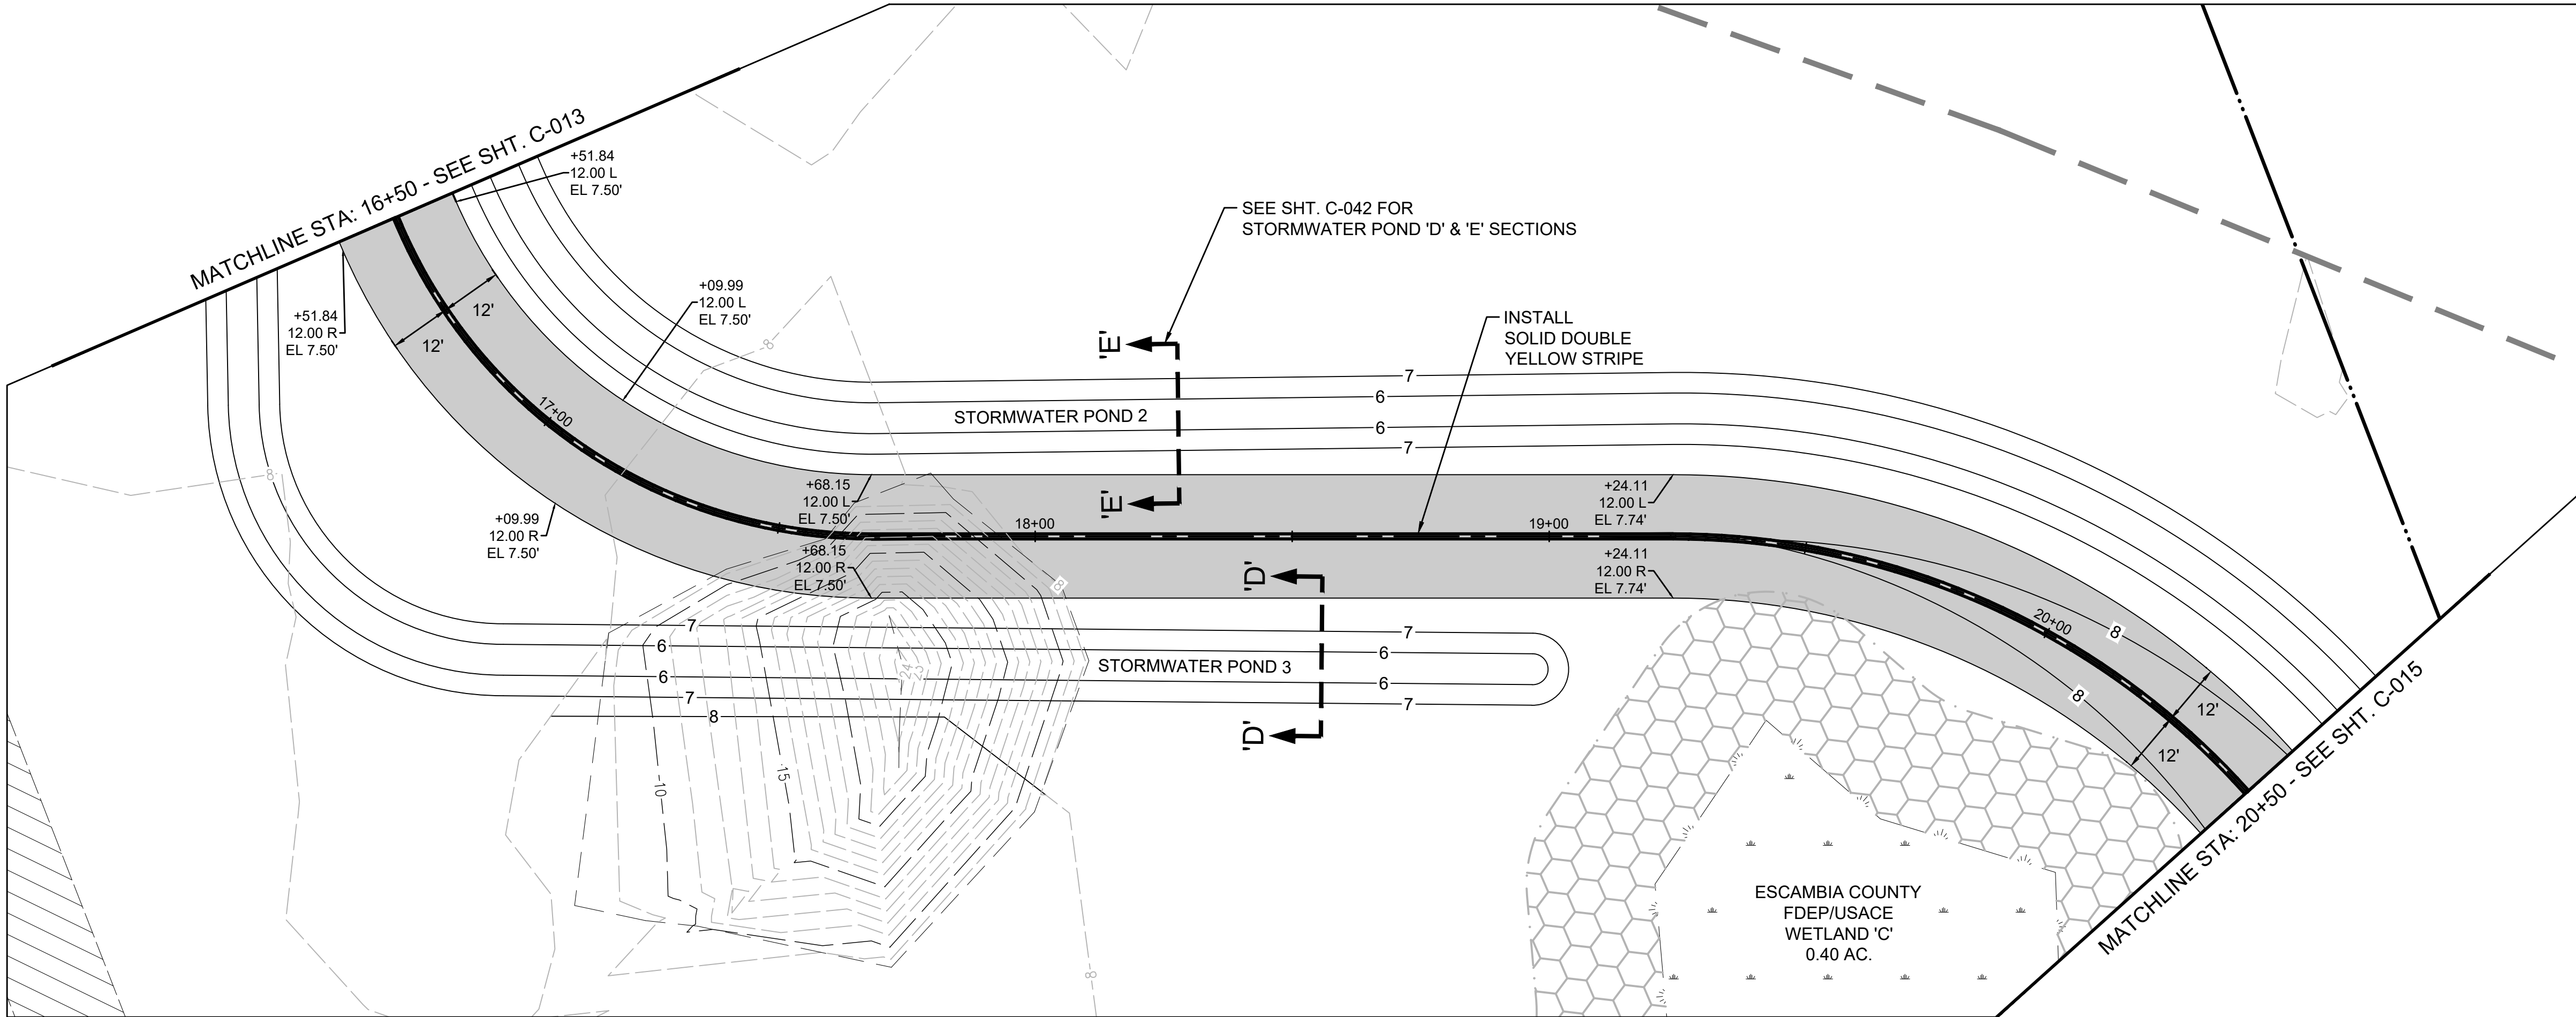 MATCHLINE STA: 16+50 - SEE SHT. C-013
+51.84
12.00 L
EL 7.50'
+51.84
12.00 R
EL 7.50'
12'
12'
+09.99
12.00 L
EL 7.50'
8
SEE SHT. C-042 FOR
STORMWATER POND 'D' & 'E' SECTIONS
INSTALL
SOLID DOUBLE
YELLOW STRIPE
'E'
'E'
7
6
STORMWATER POND 2
6
7
17+00
8
+09.99
12.00 R
EL 7.50'
+68.15
12.00 L
EL 7.50'
+68.15
12.00 R
EL 7.50'
18+00
19+00
+24.11
12.00 L
EL 7.74'
+24.11
12.00 R
EL 7.74'
'D'
'D'
8
7
6
6
7
8
24
23
STORMWATER POND 3
7
6
6
7
10
15
8
20+00
8
8
12'
12'
ESCAMBIA COUNTY
FDEP/USACE
WETLAND 'C'
0.40 AC.
MATCHLINE STA: 20+50 - SEE SHT. C-015